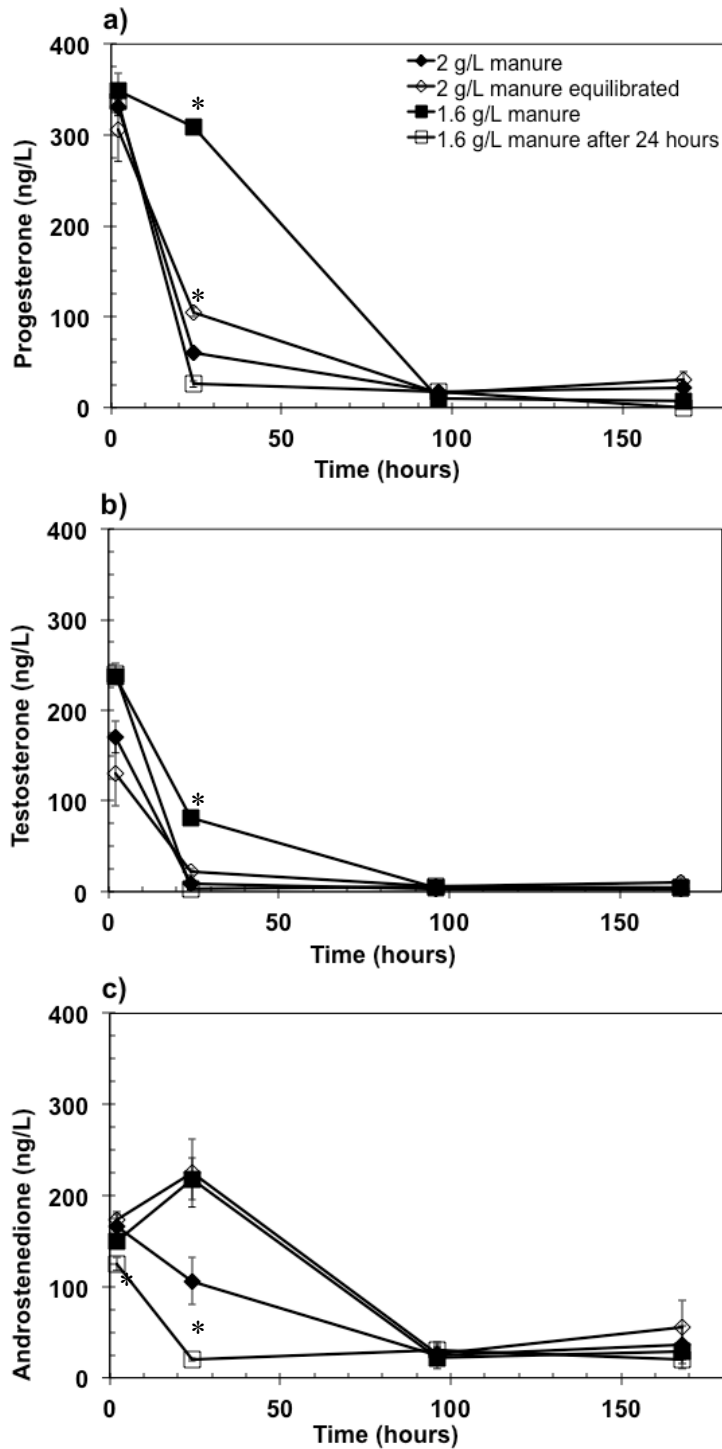 a)
400
300
200
100
0
Progesterone (ng/L)
2 g/L manure
2 g/L manure equilibrated
1.6 g/L manure
1.6 g/L manure after 24 hours
*
*
0 50 100 150
Time (hours)
b)
400
300
200
100
0
Testosterone (ng/L)
*
0 50 100 150
Time (hours)
c)
400
300
200
100
0
Androstenedione (ng/L)
*
*
0 50 100 150
Time (hours)